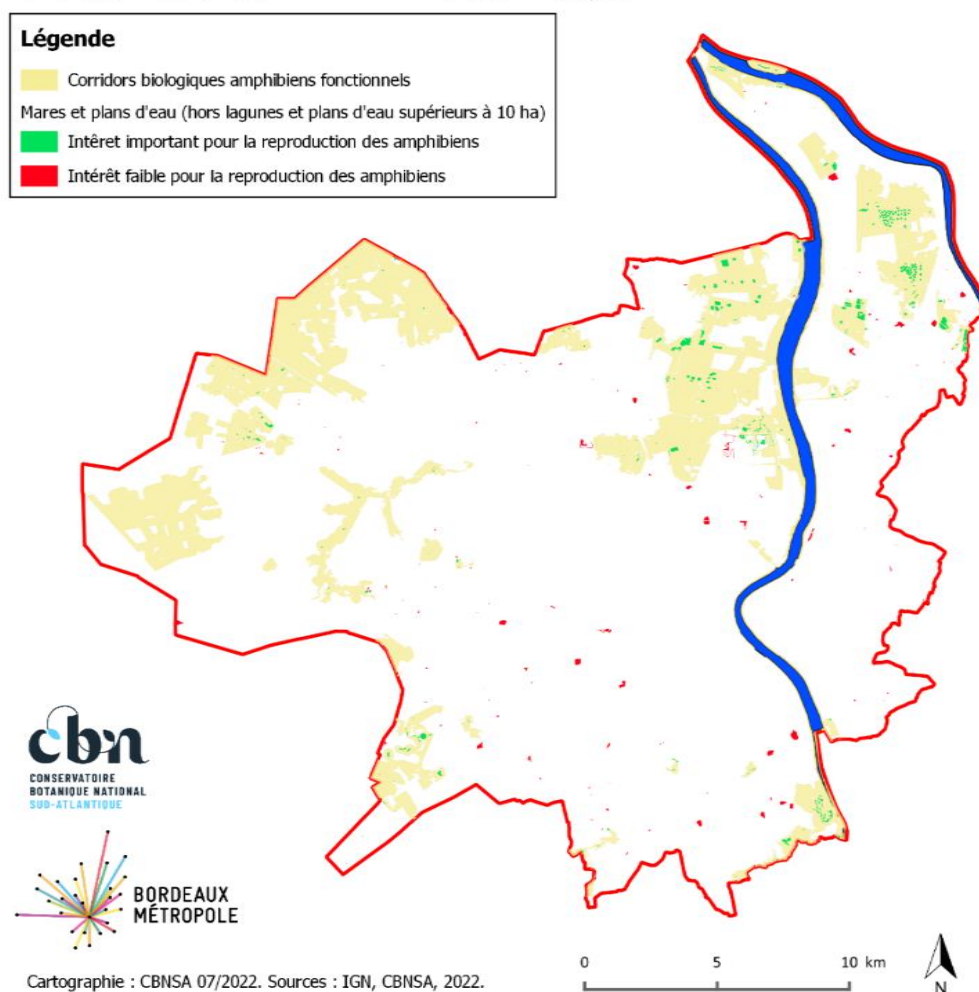 Légende
Corridors biologiques amphibiens fonctionnels
Mares et plans d'eau (hors lagunes et plans d'eau supérieurs à 10 ha)
Intêret important pour la reproduction des amphibiens
Intérêt faible pour la reproduction des amphibiens
cbn
CONSERVATOIRE
BOTANIQUE NATIONAL
SUD-ATLANTIQUE
BORDEAUX
MÉTROPOLE
Cartographie : CBNSA 07/2022. Sources : IGN, CBNSA, 2022.
0 5 10 km
N